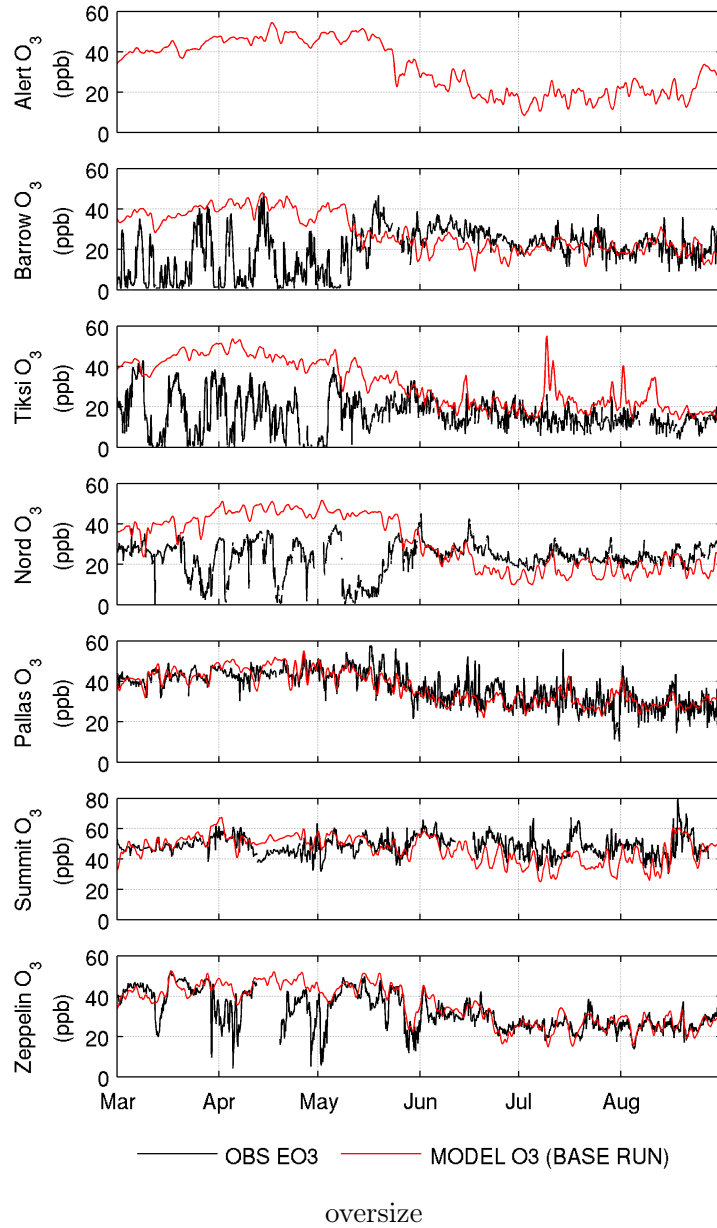 60
40
20
0
Alert O3
(ppb)
60
40
20
0
Barrow O3
(ppb)
60
40
20
0
Tiksi O3
(ppb)
60
40
20
0
Nord O3
(ppb)
60
40
20
0
Pallas O3
(ppb)
80
60
40
20
0
Summit O3
(ppb)
60
40
20
0
Zeppelin O3
(ppb)
Mar Apr May Jun Jul Aug
OBS EO3 MODEL O3 (BASE RUN)
oversize